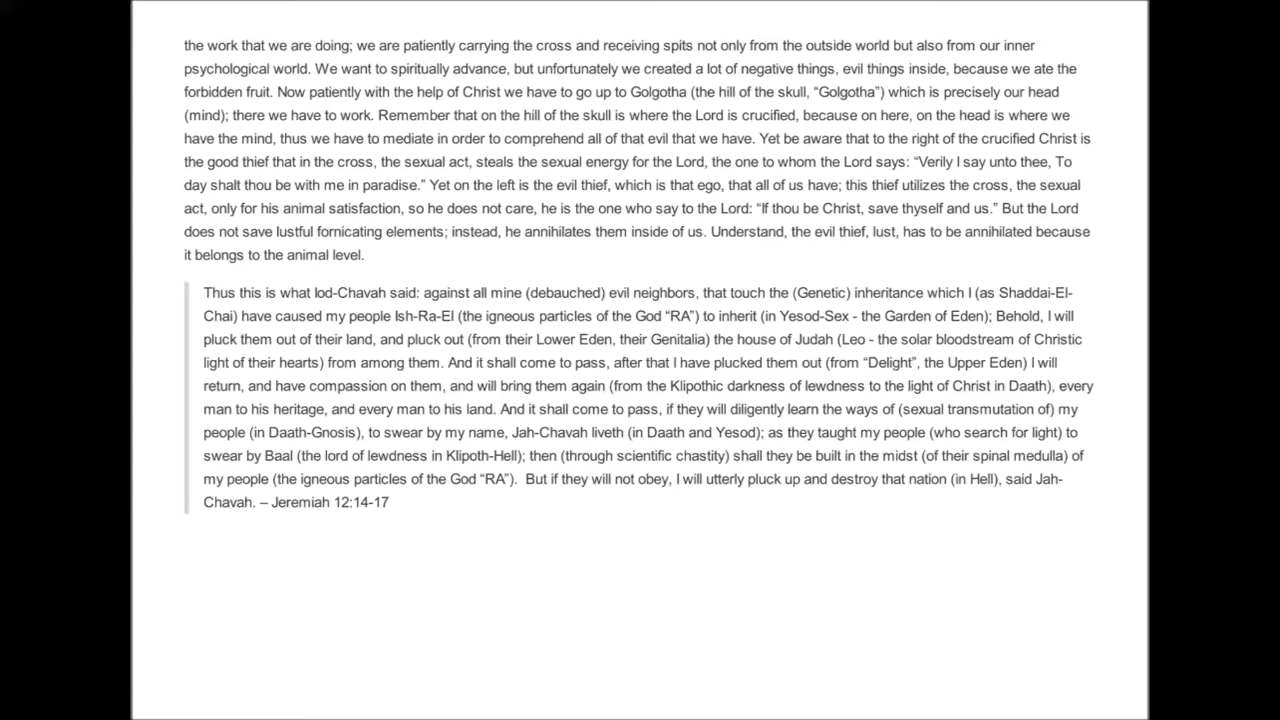 the work that we are doing; we are patiently carrying the cross and receiving spits not only from the outside world but also from our inner
psychological world. We want to spiritually advance, but unfortunately we created a lot of negative things, evil things inside, because we ate the
forbidden fruit. Now patiently with the help of Christ we have to go up to Golgotha (the hill of the skull, “Golgotha”) which is precisely our head
(mind); there we have to work. Remember that on the hill of the skull is where the Lord is crucified, because on here, on the head is where we
have the mind, thus we have to mediate in order to comprehend all of that evil that we have. Yet be aware that to the right of the crucified Christ is
the good thief that in the cross, the sexual act, steals the sexual energy for the Lord, the one to whom the Lord says: “Verily I say unto thee, To
day shalt thou be with me in paradise.” Yet on the left is the evil thief, which is that ego, that all of us have; this thief utilizes the cross, the sexual
act, only for his animal satisfaction, so he does not care, he is the one who say to the Lord: “If thou be Christ, save thyself and us.” But the Lord
does not save lustful fornicating elements; instead, he annihilates them inside of us. Understand, the evil thief, lust, has to be annihilated because
it belongs to the animal level.
Thus this is what Iod-Chavah said: against all mine (debauched) evil neighbors, that touch the (Genetic) inheritance which I (as Shaddai-El-
Chai) have caused my people Ish-Ra-El (the igneous particles of the God “RA”) to inherit (in Yesod-Sex - the Garden of Eden); Behold, I will
pluck them out of their land, and pluck out (from their Lower Eden, their Genitalia) the house of Judah (Leo - the solar bloodstream of Christic
light of their hearts) from among them. And it shall come to pass, after that I have plucked them out (from “Delight”, the Upper Eden) I will
return, and have compassion on them, and will bring them again (from the Klipothic darkness of lewdness to the light of Christ in Daath), every
man to his heritage, and every man to his land. And it shall come to pass, if they will diligently learn the ways of (sexual transmutation of) my
people (in Daath-Gnosis), to swear by my name, Jah-Chavah liveth (in Daath and Yesod); as they taught my people (who search for light) to
swear by Baal (the lord of lewdness in Klipoth-Hell); then (through scientific chastity) shall they be built in the midst (of their spinal medulla) of
my people (the igneous particles of the God “RA”).  But if they will not obey, I will utterly pluck up and destroy that nation (in Hell), said Jah-
Chavah. – Jeremiah 12:14-17